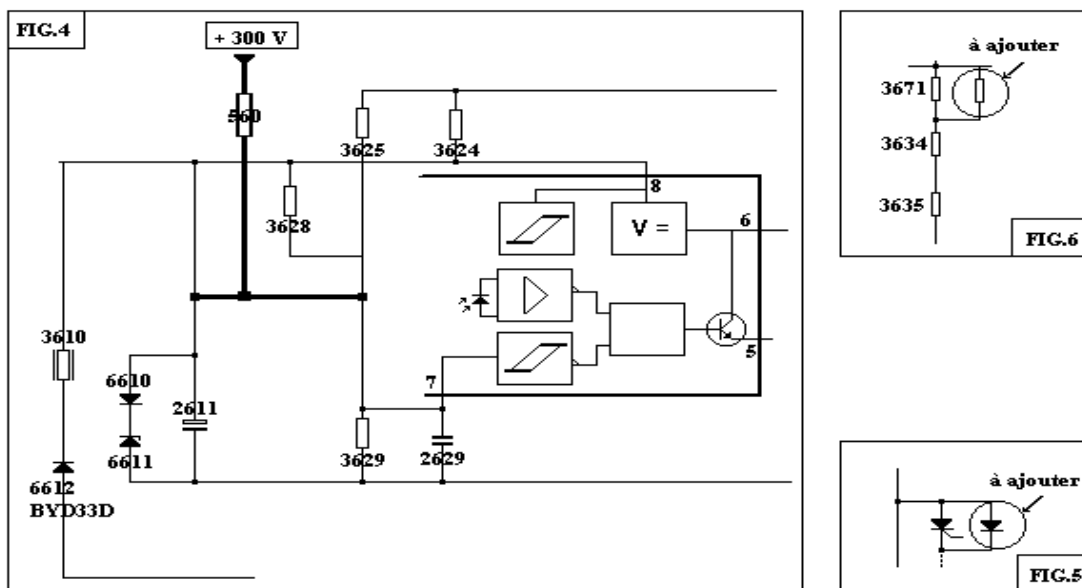 FIG.4
+ 300 V
560
3625
3624
8
6
V =
3628
3610
6610
2611
5
7
6611
3629
2629
6612
BYD33D
à ajouter
3671
3634
3635
FIG.6
à ajouter
FIG.5